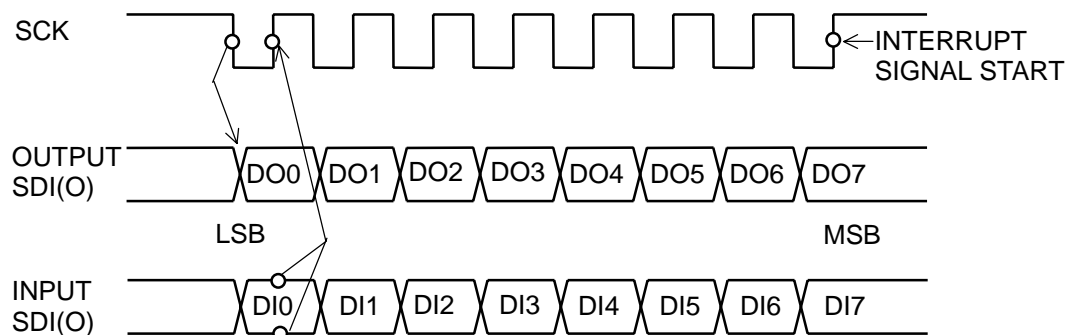 SCK
INTERRUPT
SIGNAL START
OUTPUT
SDI(O)
DO0 DO1 DO2 DO3 DO4 DO5 DO6 DO7
LSB MSB
INPUT
SDI(O)
DI0 DI1 DI2 DI3 DI4 DI5 DI6 DI7